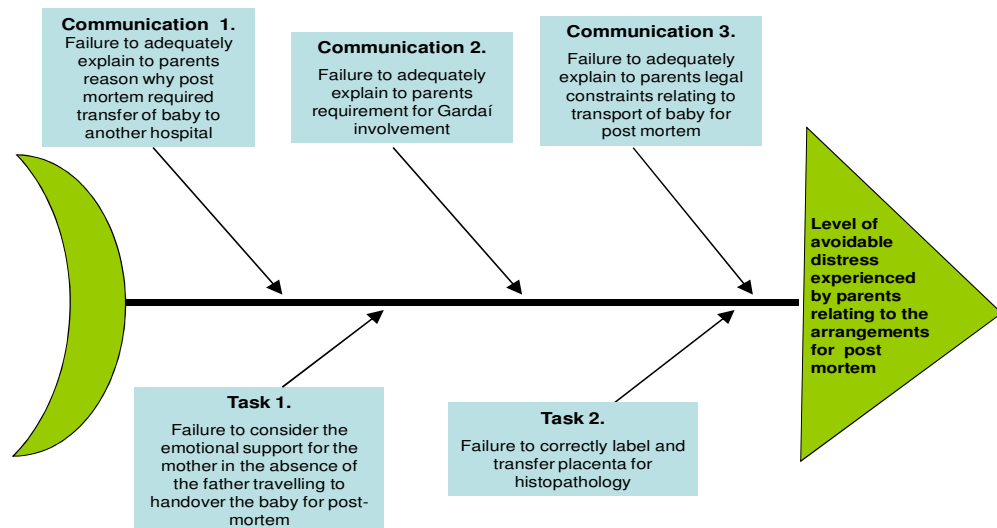 Communication 1.
Failure to adequately
explain to parents
reason why post
mortem required
transfer of baby to
another hospital
Communication 2.
Failure to adequately
explain to parents
requirement for Gardaí
involvement
Communication 3.
Failure to adequately
explain to parents legal
constraints relating to
transport of baby for
post mortem
Level of
avoidable
distress
experienced
by parents
relating to the
arrangements
for post
mortem
Task 1.
Failure to consider the
emotional support for the
mother in the absence of
the father travelling to
handover the baby for post-
mortem
Task 2.
Failure to correctly label and
transfer placenta for
histopathology